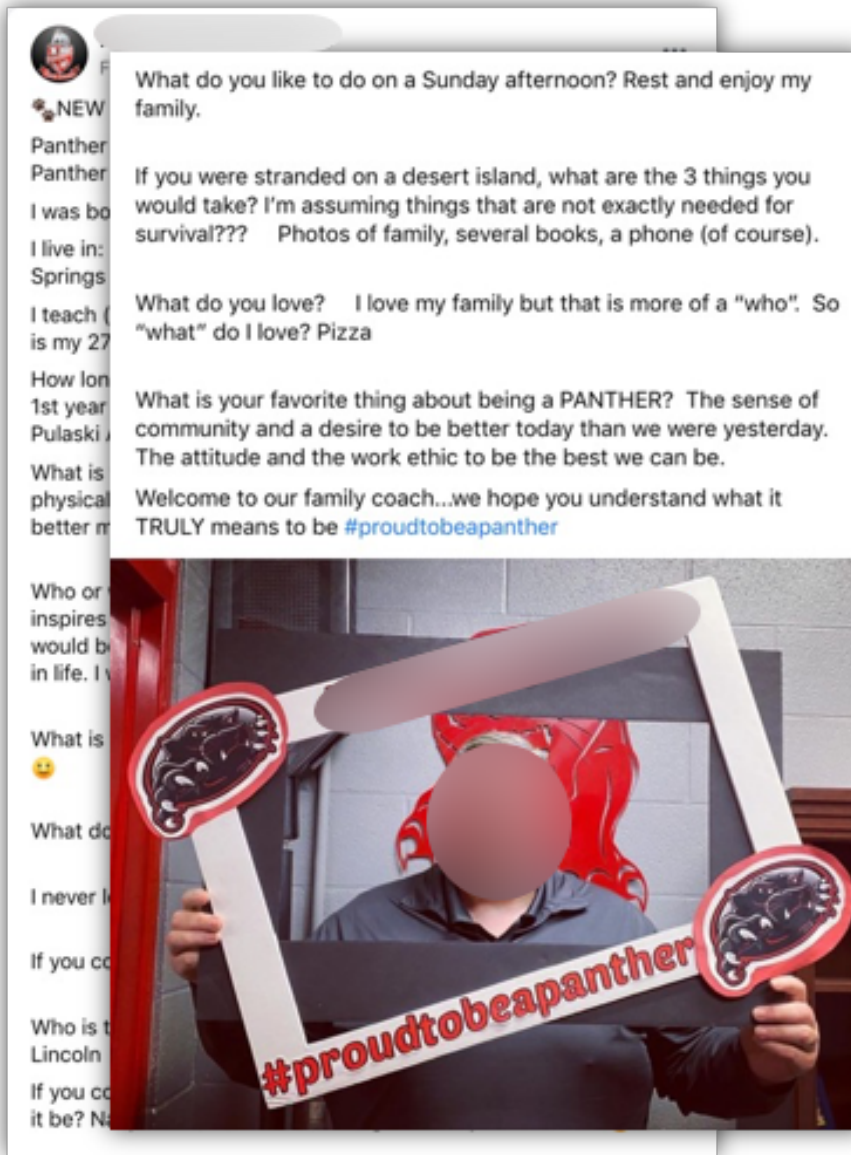 NEW
Panther
Panther
I was bo
I live in:
Springs
I teach (
is my 27
How lon
1st year
Pulaski
What is
physical
better m
Who or
inspires
would b
in life. I
What is
What do
I never l
If you co
Who is t
Lincoln
If you co
it be? Na
What do you like to do on a Sunday afternoon? Rest and enjoy my
family.
If you were stranded on a desert island, what are the 3 things you
would take? I'm assuming things that are not exactly needed for
survival??? Photos of family, several books, a phone (of course).
What do you love? I love my family but that is more of a “who”. So
“what” do I love? Pizza
What is your favorite thing about being a PANTHER? The sense of
community and a desire to be better today than we were yesterday.
The attitude and the work ethic to be the best we can be.
Welcome to our family coach...we hope you understand what it
TRULY means to be #proudtobeapanther
#proudtobeapanther